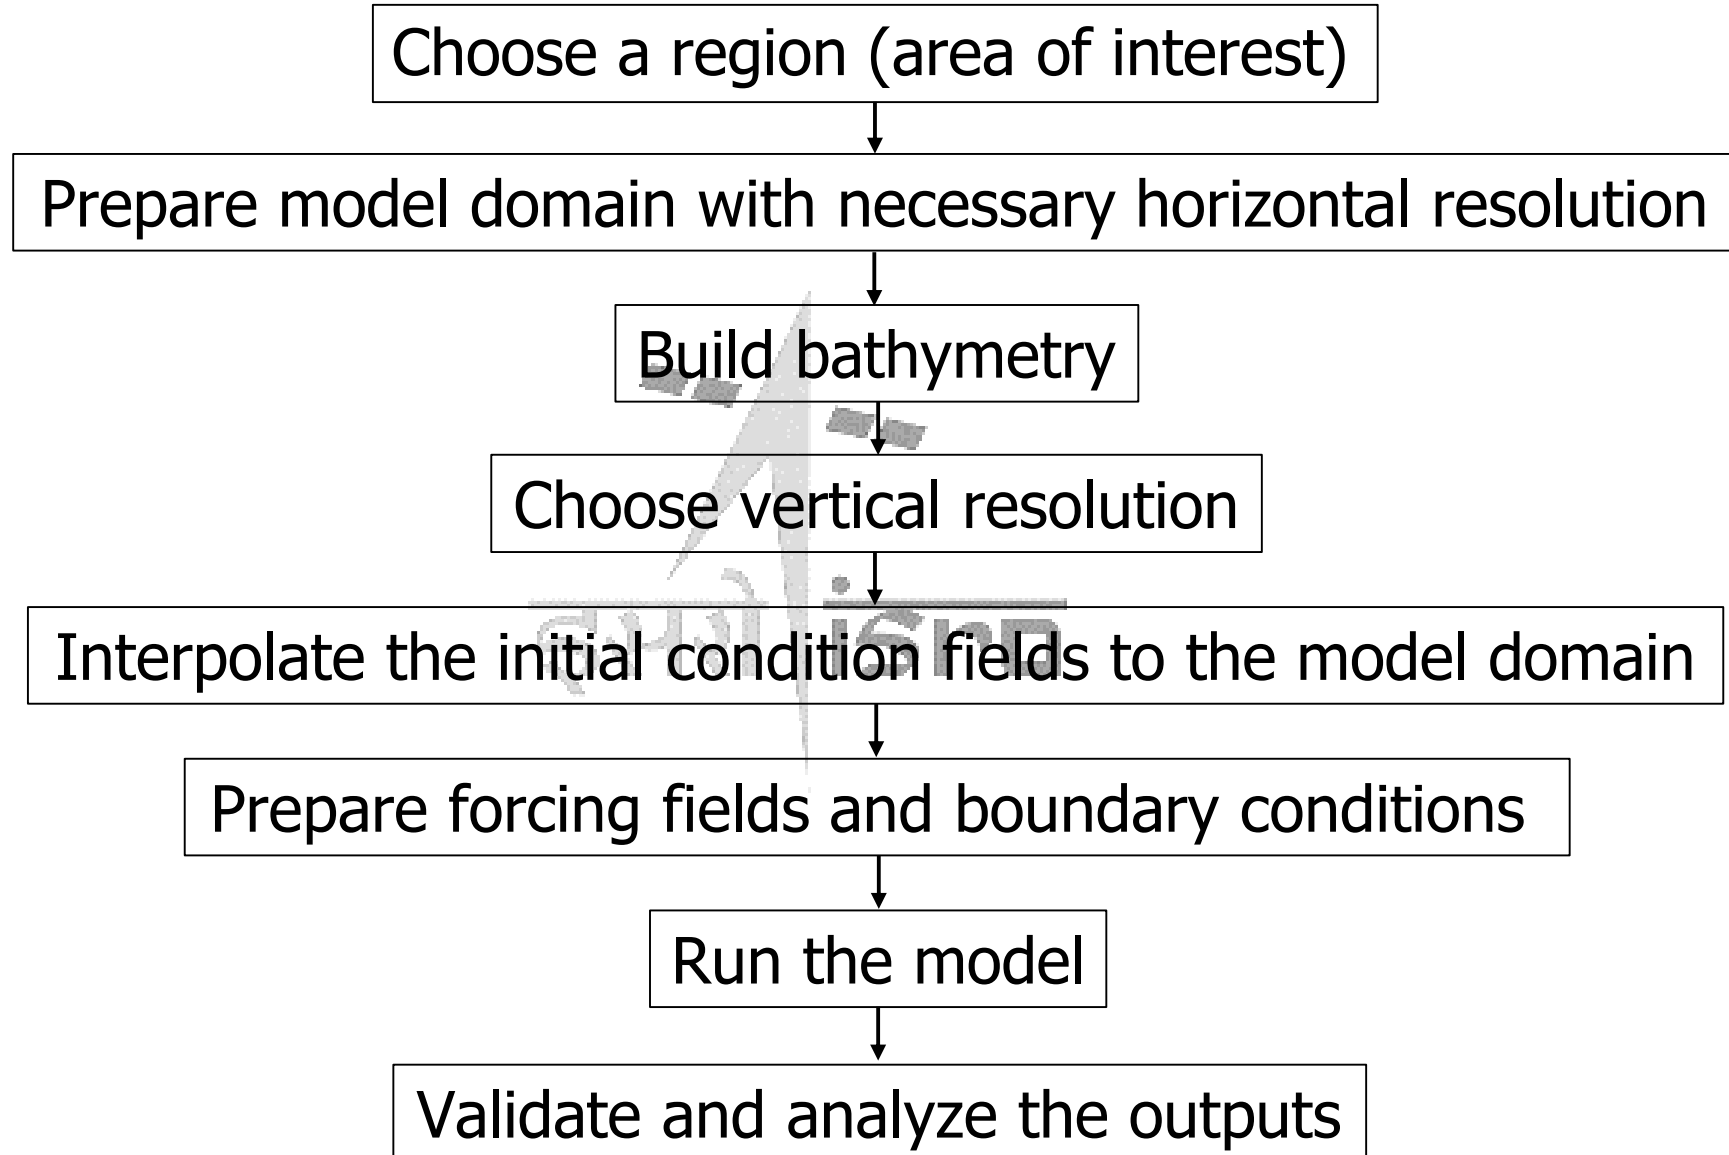 Choose a region (area of interest)
Prepare model domain with necessary horizontal resolution
Build bathymetry
Choose vertical resolution
इसरो isro
Interpolate the initial condition fields to the model domain
Prepare forcing fields and boundary conditions
Run the model
Validate and analyze the outputs